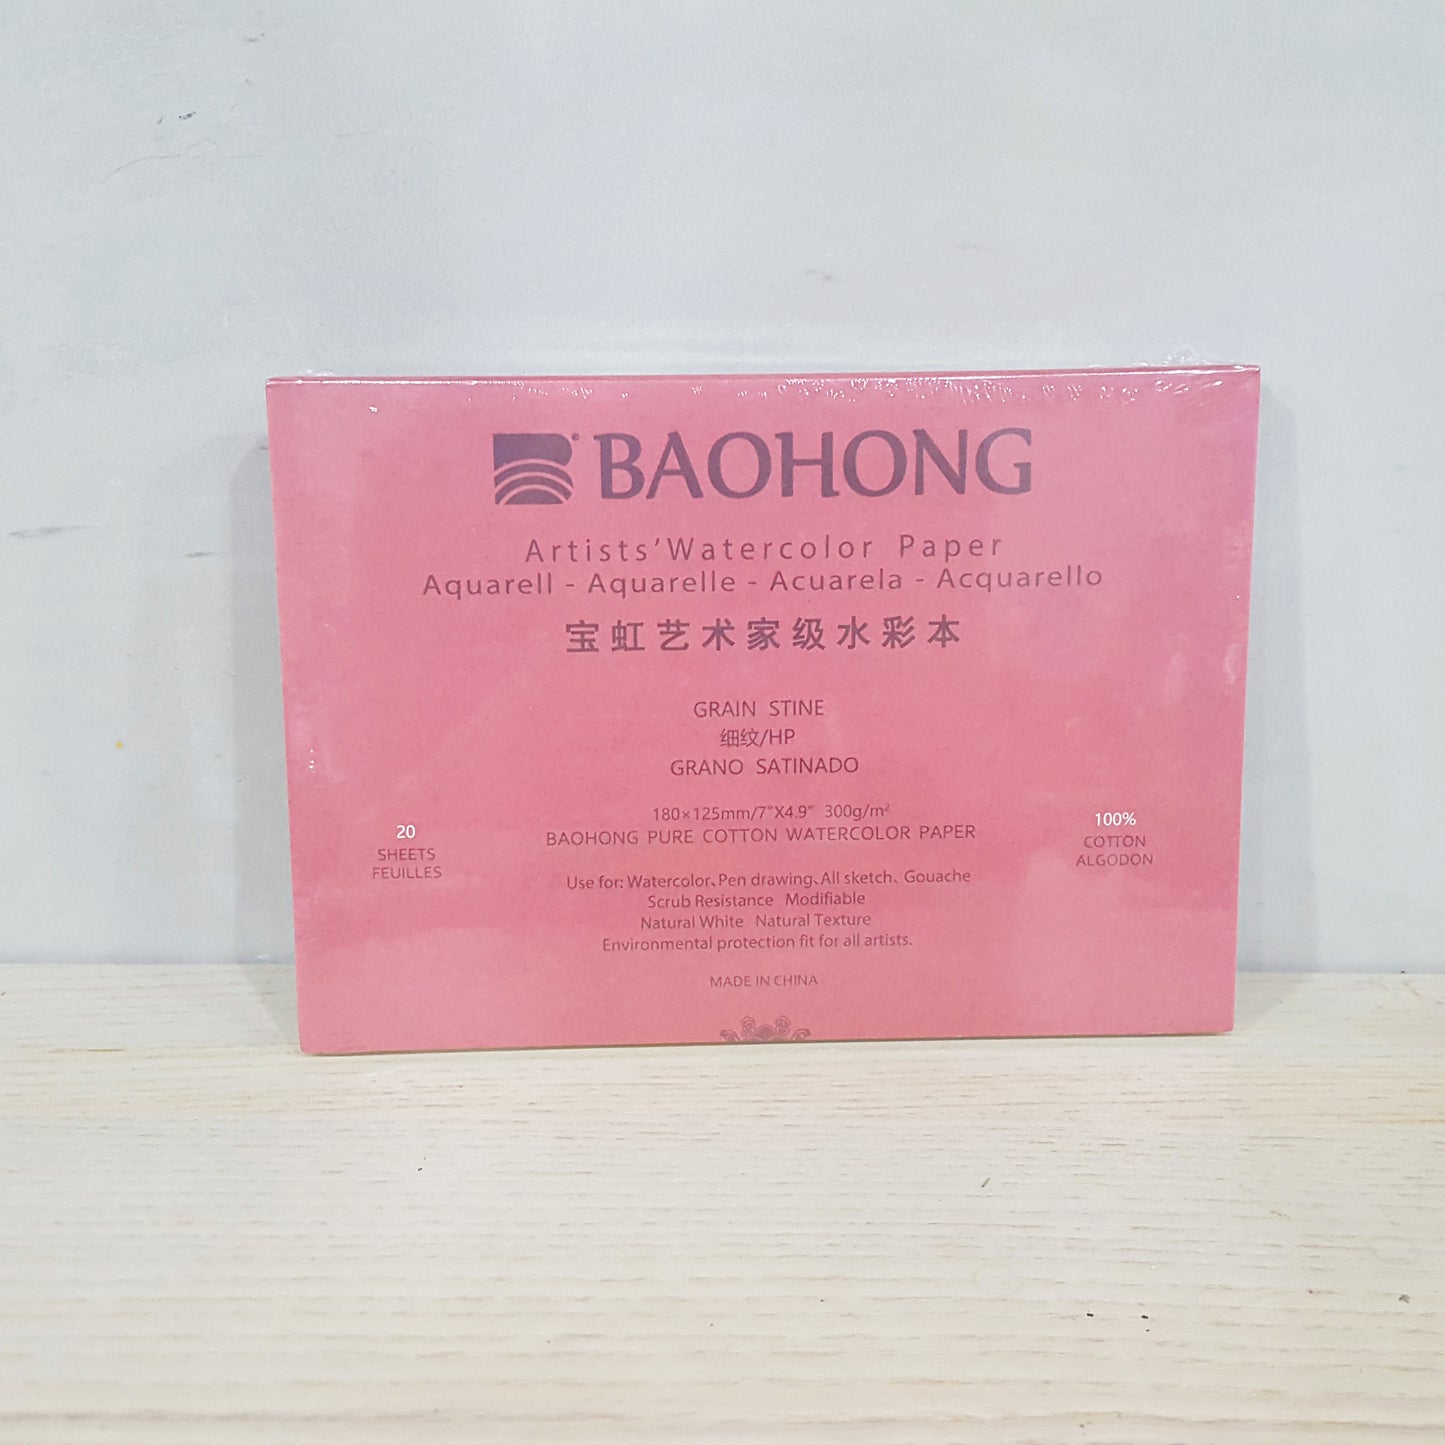 BAOHONG
Artists' Watercolor Paper
Aquarell - Aquarelle - Acuarela - Acquarello
宝虹艺术家级水彩本
GRAIN STINE
细纹/HP
GRANO SATINADO
180×125mm/7"X4.9" 300g/m²
BAOHONG PURE COTTON WATERCOLOR PAPER
20
SHEETS
FEUILLES
100%
COTTON
ALGODON
Use for: Watercolor、Pen drawing、All sketch、Gouache
Scrub Resistance Modifiable
Natural White Natural Texture
Environmental protection fit for all artists.
MADE IN CHINA